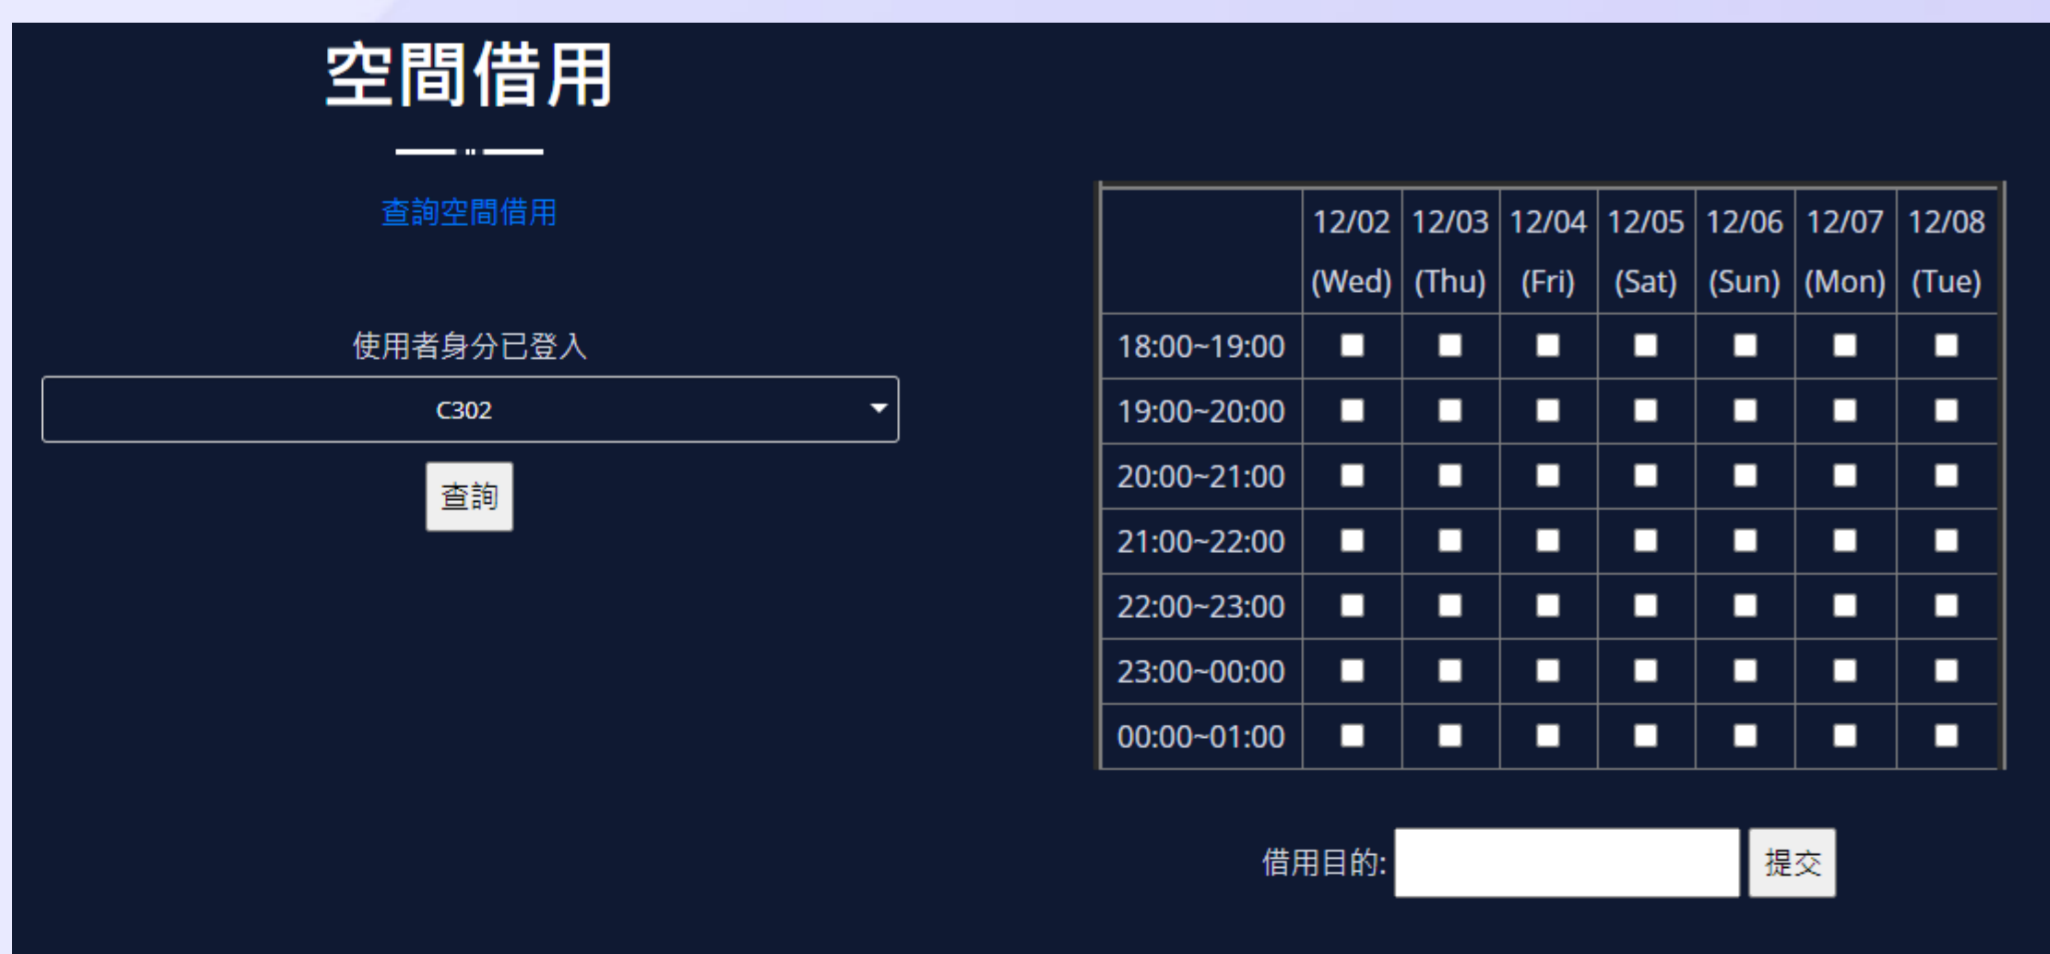 空間借用
查詢空間借用
使用者身分已登入
C302
查詢
12/02 12/03 12/04 12/05 12/06 12/07 12/08
(Wed) (Thu) (Fri) (Sat) (Sun) (Mon) (Tue)
18:00~19:00
19:00~20:00
20:00~21:00
21:00~22:00
22:00~23:00
23:00~00:00
00:00~01:00
借用目的: 提交